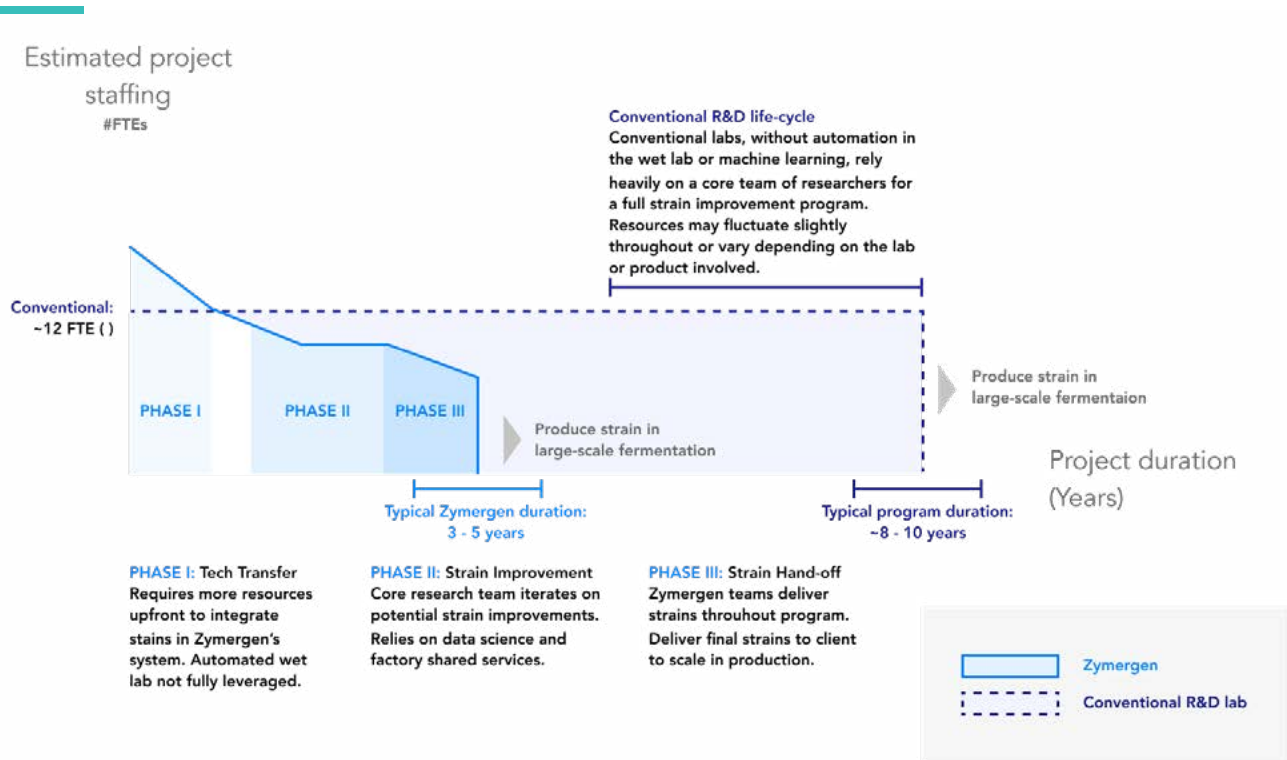 Estimated project
staffing
#FTEs
Conventional R&D life-cycle
Conventional labs, without automation in
the wet lab or machine learning, rely
heavily on a core team of researchers for
a full strain improvement program.
Resources may fluctuate slightly
throughout or vary depending on the lab
or product involved.
Conventional:
~12 FTE ( )
PHASE I
PHASE II
PHASE III
Produce strain in
large-scale fermentation
Produce strain in
large-scale fermentaion
Project duration
(Years)
Typical Zymergen duration:
3 - 5 years
Typical program duration:
~8 - 10 years
PHASE I: Tech Transfer
Requires more resources
upfront to integrate
stains in Zymergen's
system. Automated wet
lab not fully leveraged.
PHASE II: Strain Improvement
Core research team iterates on
potential strain improvements.
Relies on data science and
factory shared services.
PHASE III: Strain Hand-off
Zymergen teams deliver
strains throuhout program.
Deliver final strains to client
to scale in production.
Zymergen
Conventional R&D lab